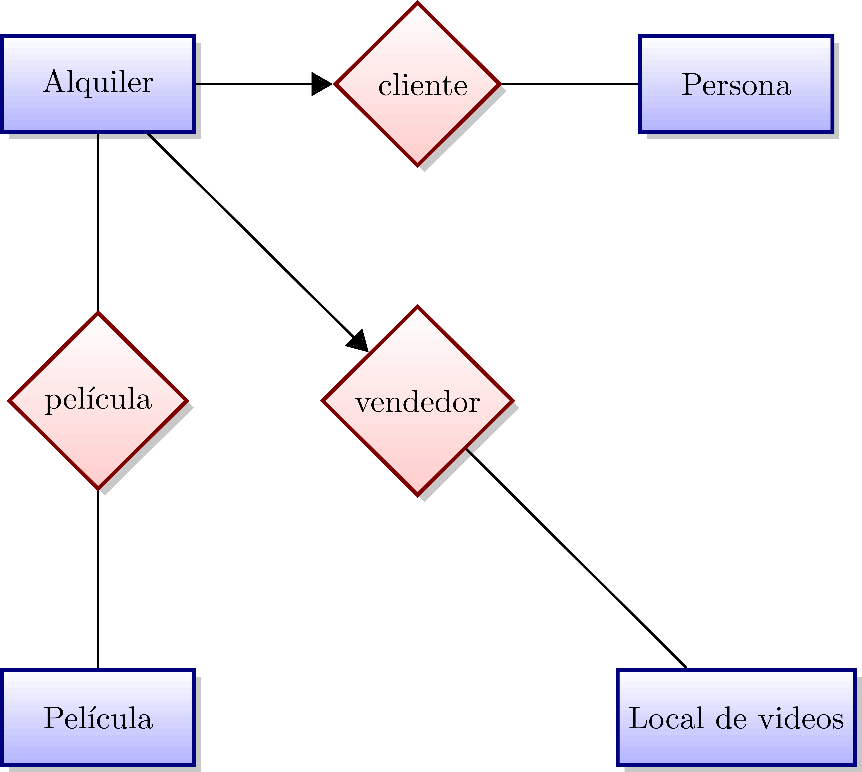 Alquiler
cliente
Persona
película
vendedor
Película
Local de videos